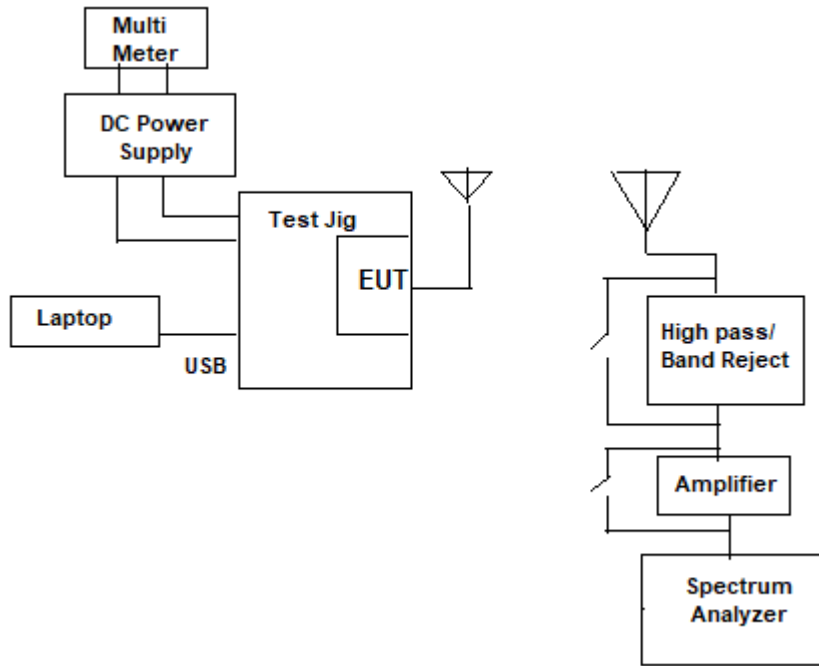 Multi
Meter
DC Power
Supply
Test Jig
EUT
Laptop
USB
High pass/
Band Reject
Amplifier
Spectrum
Analyzer